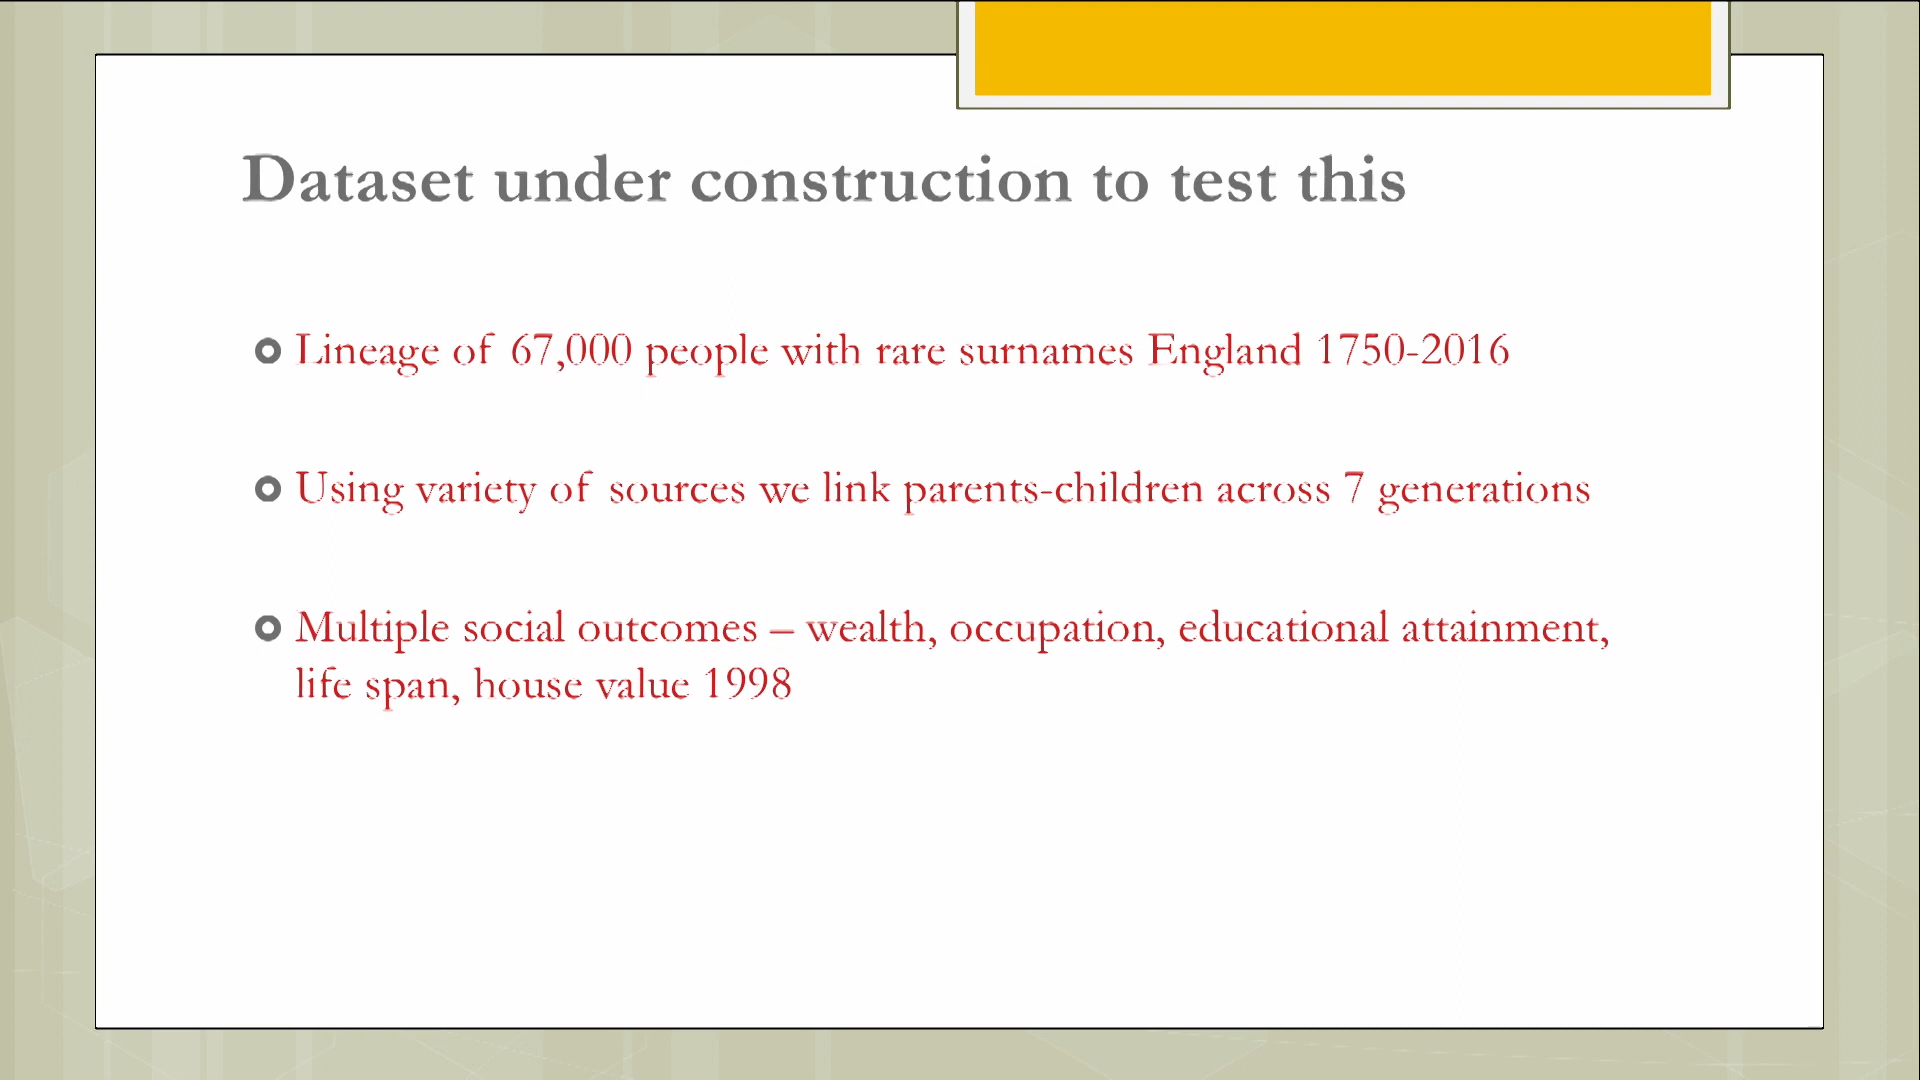 Dataset under construction to test this
Lineage of 67,000 people with rare surnames England 1750-2016
Using variety of sources we link parents-children across 7 generations
Multiple social outcomes – wealth, occupation, educational attainment,
life span, house value 1998